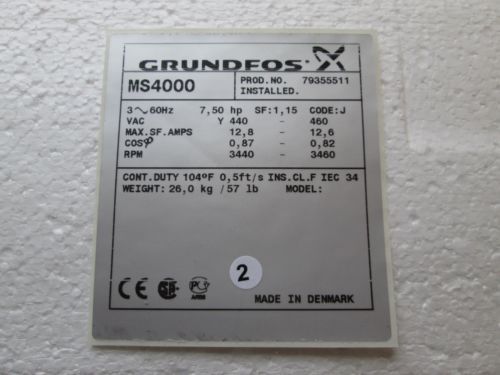 GRUNDFOS
MS4000
PROD.NO. 79355511
INSTALLED.
3∼60Hz 7,50 hp SF:1,15 CODE:J
VAC Y 440 - 460
MAX.SF.AMPS 12,8 - 12,6
COSφ 0,87 - 0,82
RPM 3440 - 3460
CONT.DUTY 104ºF 0,5ft/s INS.CL.F IEC 34
WEIGHT: 26,0 kg / 57 lb MODEL:
2
CE
MADE IN DENMARK